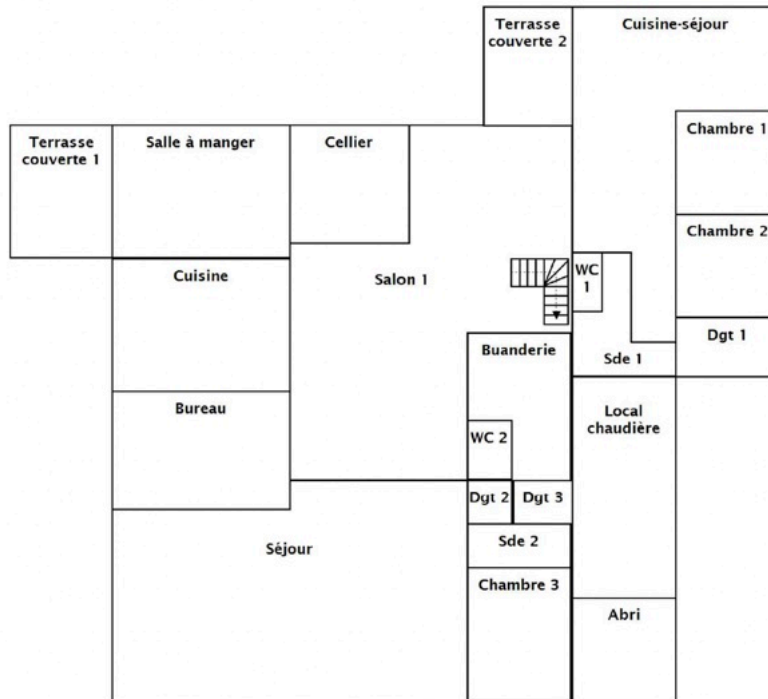 Terrasse
couverte 2
Cuisine-séjour
Terrasse
couverte 1
Salle à manger
Cellier
Chambre 1
Chambre 2
Cuisine
Salon 1
WC
1
Dgt 1
Buanderie
Sde 1
Bureau
Local
chaudière
WC 2
Dgt 2
Dgt 3
Séjour
Sde 2
Chambre 3
Abri